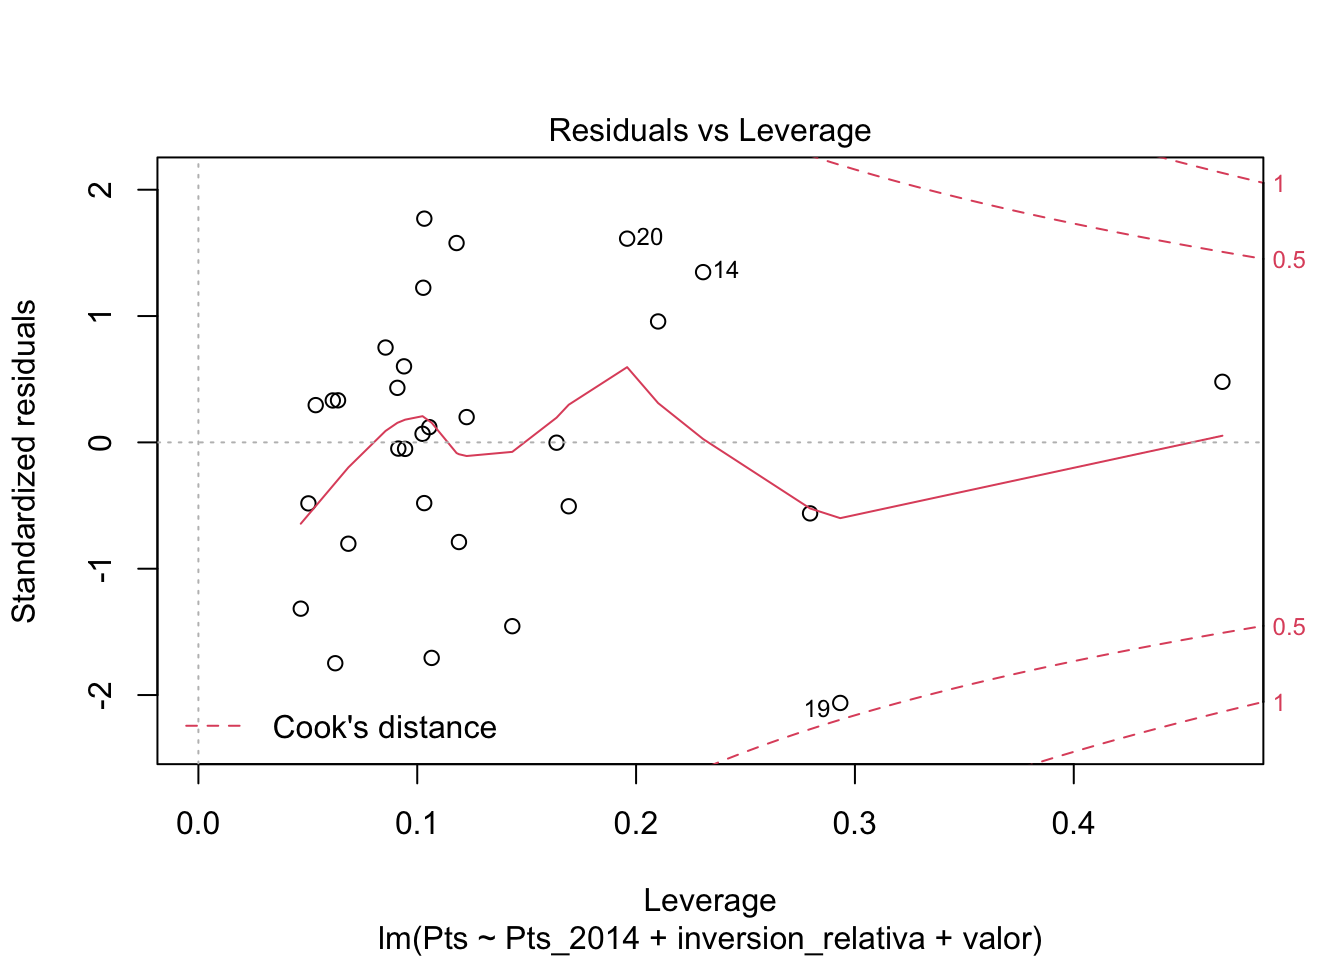 Residuals vs Leverage
Standardized residuals
2
1
0
-1
-2
20
14
19
1
0.5
0.5
1
Cook's distance
0.0 0.1 0.2 0.3 0.4
Leverage
lm(Pts ~ Pts_2014 + inversion_relativa + valor)